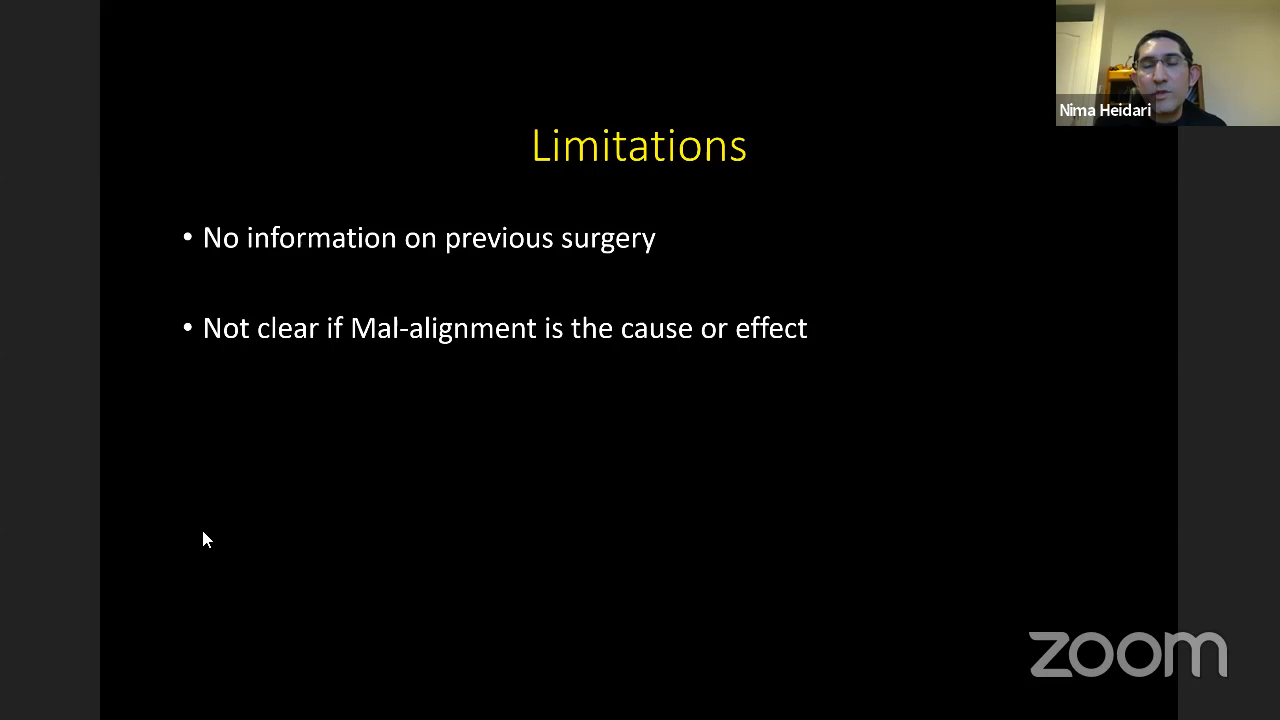 Nima Heidari
Limitations
• No information on previous surgery
• Not clear if Mal-alignment is the cause or effect
zoom